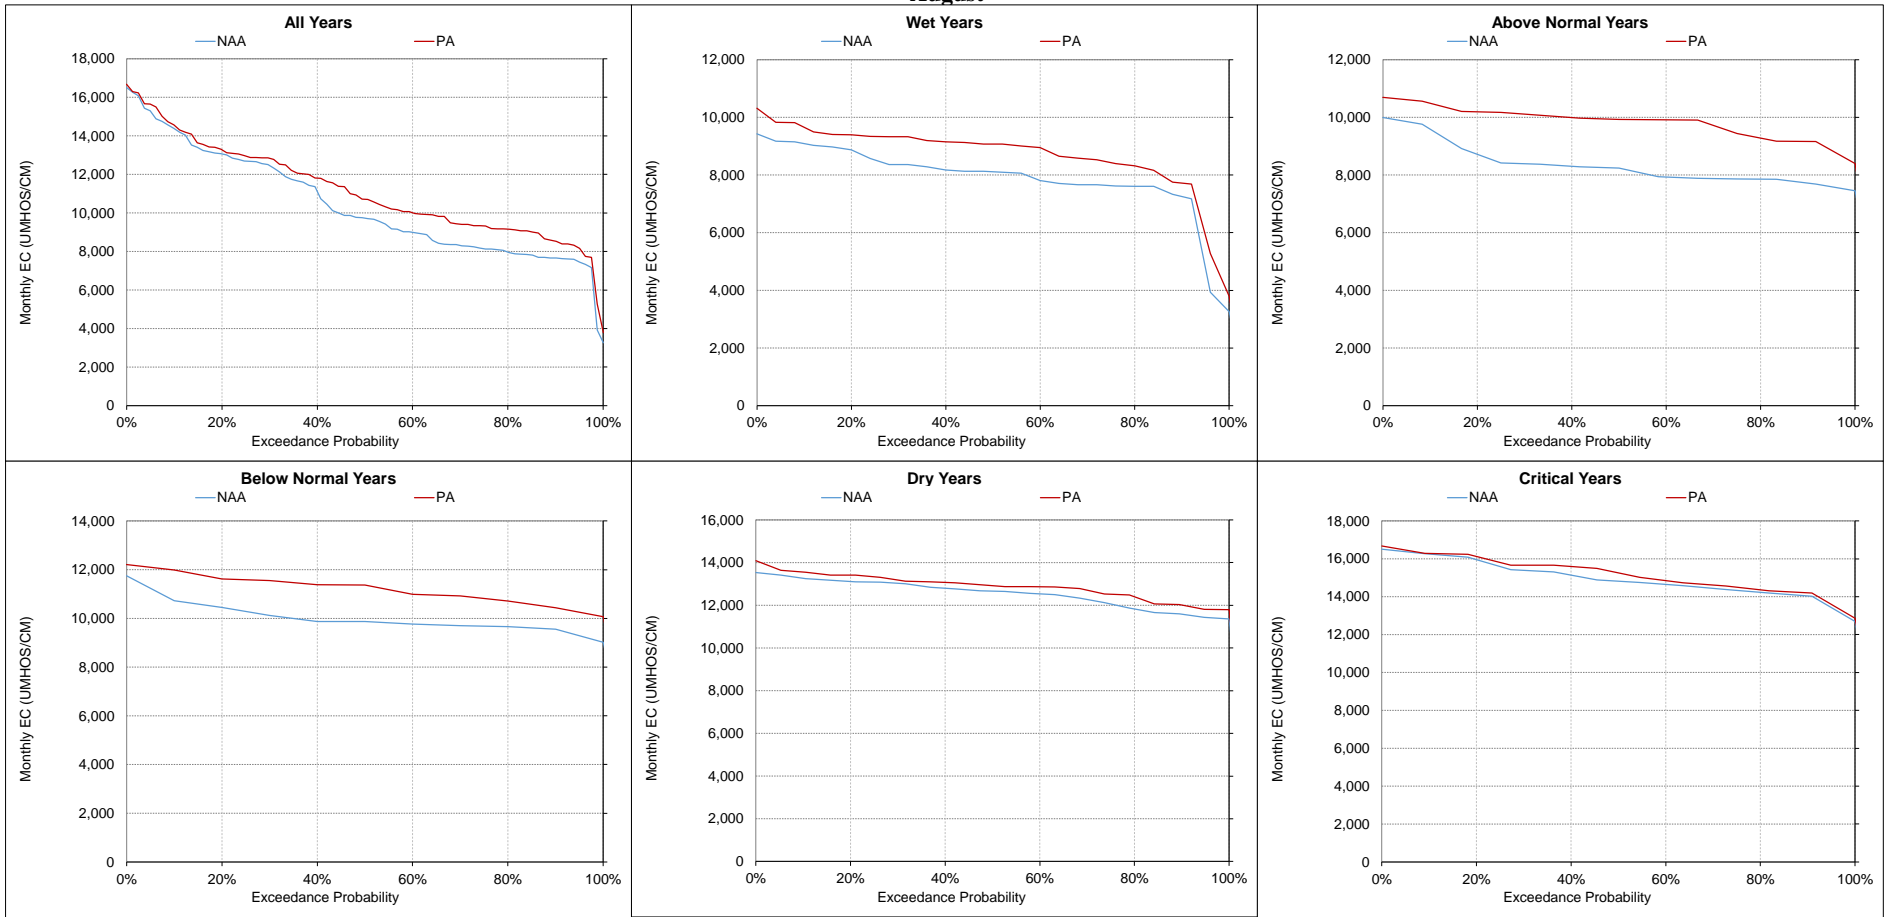 August
All Years
NAA PA
18,000
16,000
14,000
12,000
10,000
8,000
6,000
4,000
2,000
0
0% 20% 40% 60% 80% 100%
Monthly EC (UMHOS/CM)
Exceedance Probability
Wet Years
NAA PA
12,000
10,000
8,000
6,000
4,000
2,000
0
0% 20% 40% 60% 80% 100%
Monthly EC (UMHOS/CM)
Exceedance Probability
Above Normal Years
NAA PA
12,000
10,000
8,000
6,000
4,000
2,000
0
0% 20% 40% 60% 80% 100%
Monthly EC (UMHOS/CM)
Exceedance Probability
Below Normal Years
NAA PA
14,000
12,000
10,000
8,000
6,000
4,000
2,000
0
0% 20% 40% 60% 80% 100%
Monthly EC (UMHOS/CM)
Exceedance Probability
Dry Years
NAA PA
16,000
14,000
12,000
10,000
8,000
6,000
4,000
2,000
0
0% 20% 40% 60% 80% 100%
Monthly EC (UMHOS/CM)
Exceedance Probability
Critical Years
NAA PA
18,000
16,000
14,000
12,000
10,000
8,000
6,000
4,000
2,000
0
0% 20% 40% 60% 80% 100%
Monthly EC (UMHOS/CM)
Exceedance Probability